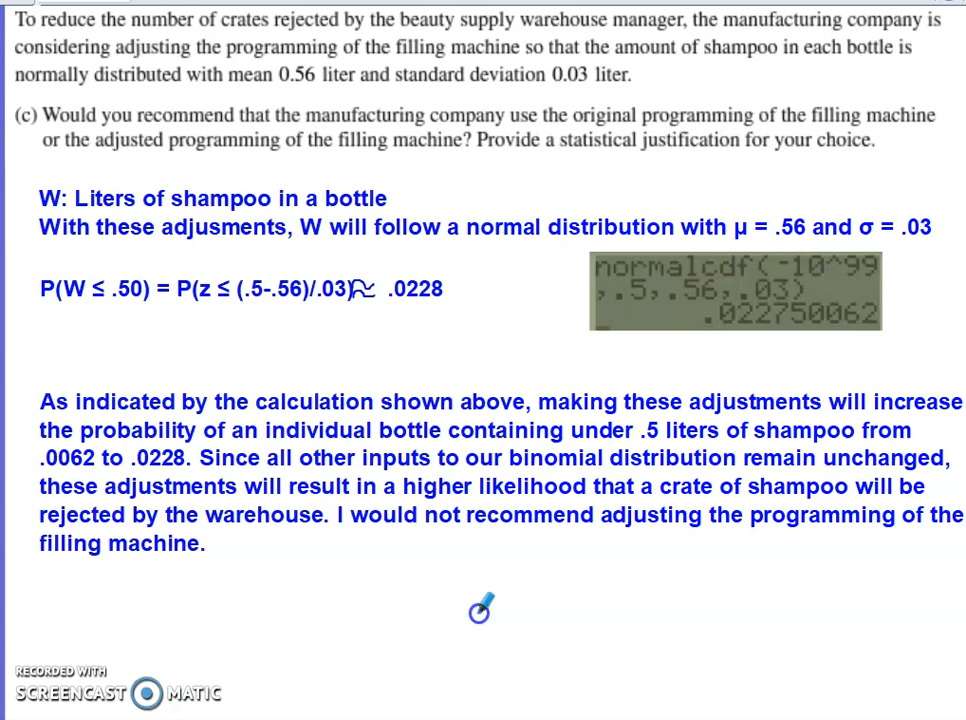 To reduce the number of crates rejected by the beauty supply warehouse manager, the manufacturing company is
considering adjusting the programming of the filling machine so that the amount of shampoo in each bottle is
normally distributed with mean 0.56 liter and standard deviation 0.03 liter.
(c) Would you recommend that the manufacturing company use the original programming of the filling machine
or the adjusted programming of the filling machine? Provide a statistical justification for your choice.
W: Liters of shampoo in a bottle
With these adjusments, W will follow a normal distribution with μ = .56 and σ = .03
P(W ≤ .50) = P(z ≤ (.5-.56)/.03) ≈ .0228
normalcdf(-10^99
,.5,.56,.03)
.022750062
As indicated by the calculation shown above, making these adjustments will increase
the probability of an individual bottle containing under .5 liters of shampoo from
.0062 to .0228. Since all other inputs to our binomial distribution remain unchanged,
these adjustments will result in a higher likelihood that a crate of shampoo will be
rejected by the warehouse. I would not recommend adjusting the programming of the
filling machine.
RECORDED WITH
SCREENCAST MATIC